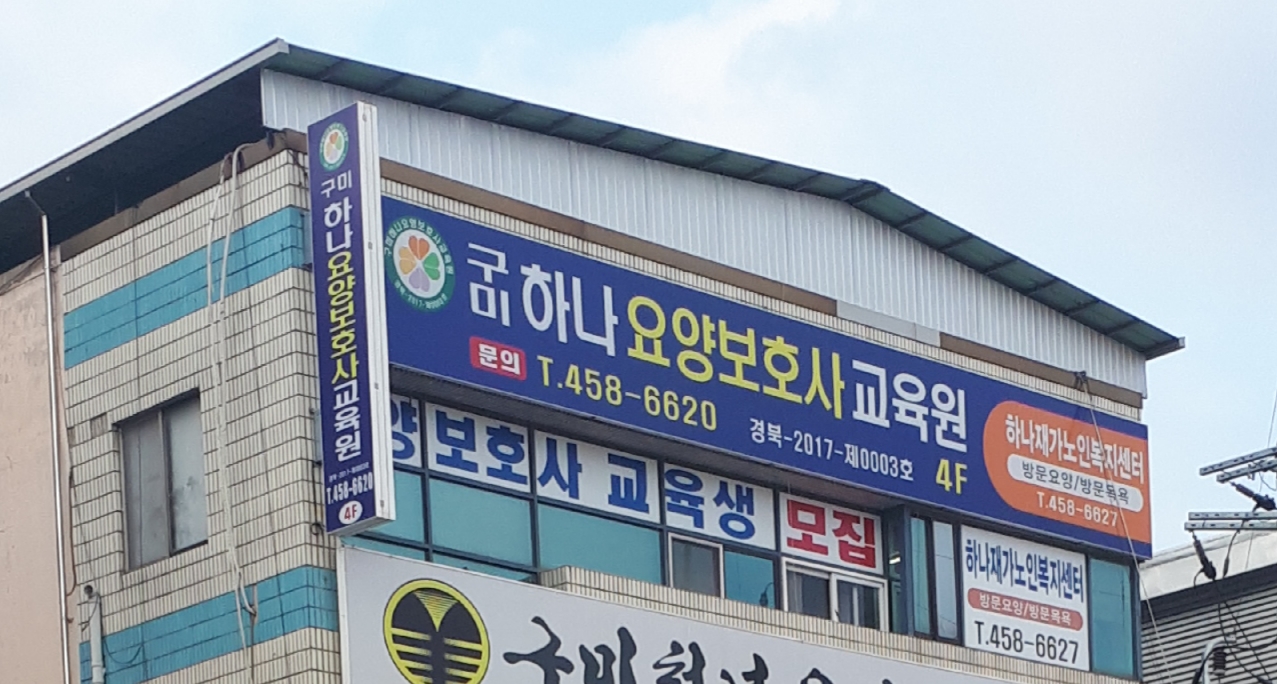 구미
하나요양보호사교육원
T.458-6620
4F
구미
하나요양보호사교육원
문의
T.458-6620
경북-2017-제0003호
4F
하나재가노인복지센터
방문요양/방문목욕
T.458-6627
양보호사 교육생
모집
하나재가노인복지센터
방문요양/방문목욕
T.458-6627
구미